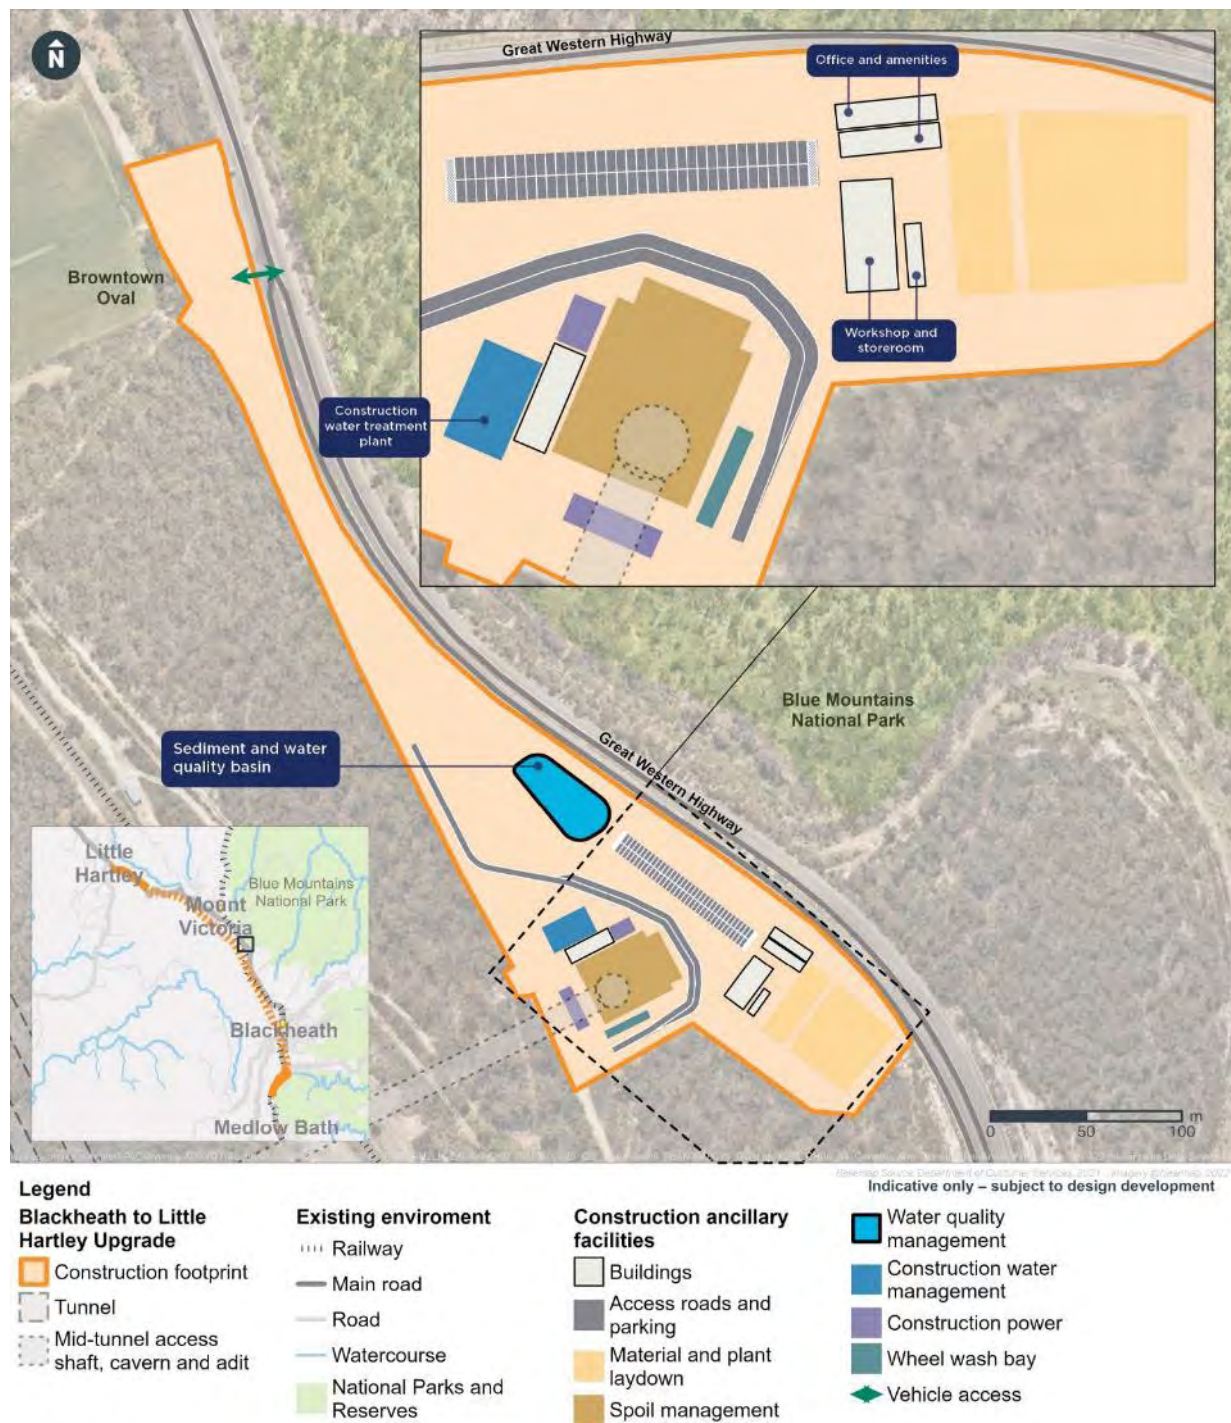 N
Great Western Highway
Office and amenities
Browntown
Oval
Workshop and
storeroom
Construction
water treatment
plant
Blue Mountains
National Park
Sediment and water
quality basin
Great Western Highway
Little
Hartley
Blue Mountains
National Park
Mount
Victoria
Blackheath
Medlow Bath
m
0 50 100
Indicative only – subject to design development
Legend
Blackheath to Little
Hartley Upgrade
Construction footprint
Tunnel
Mid-tunnel access
shaft, cavern and adit
Existing enviroment
Railway
Main road
Road
Watercourse
National Parks and
Reserves
Construction ancillary
facilities
Buildings
Access roads and
parking
Material and plant
laydown
Spoil management
Water quality
management
Construction water
management
Construction power
Wheel wash bay
Vehicle access